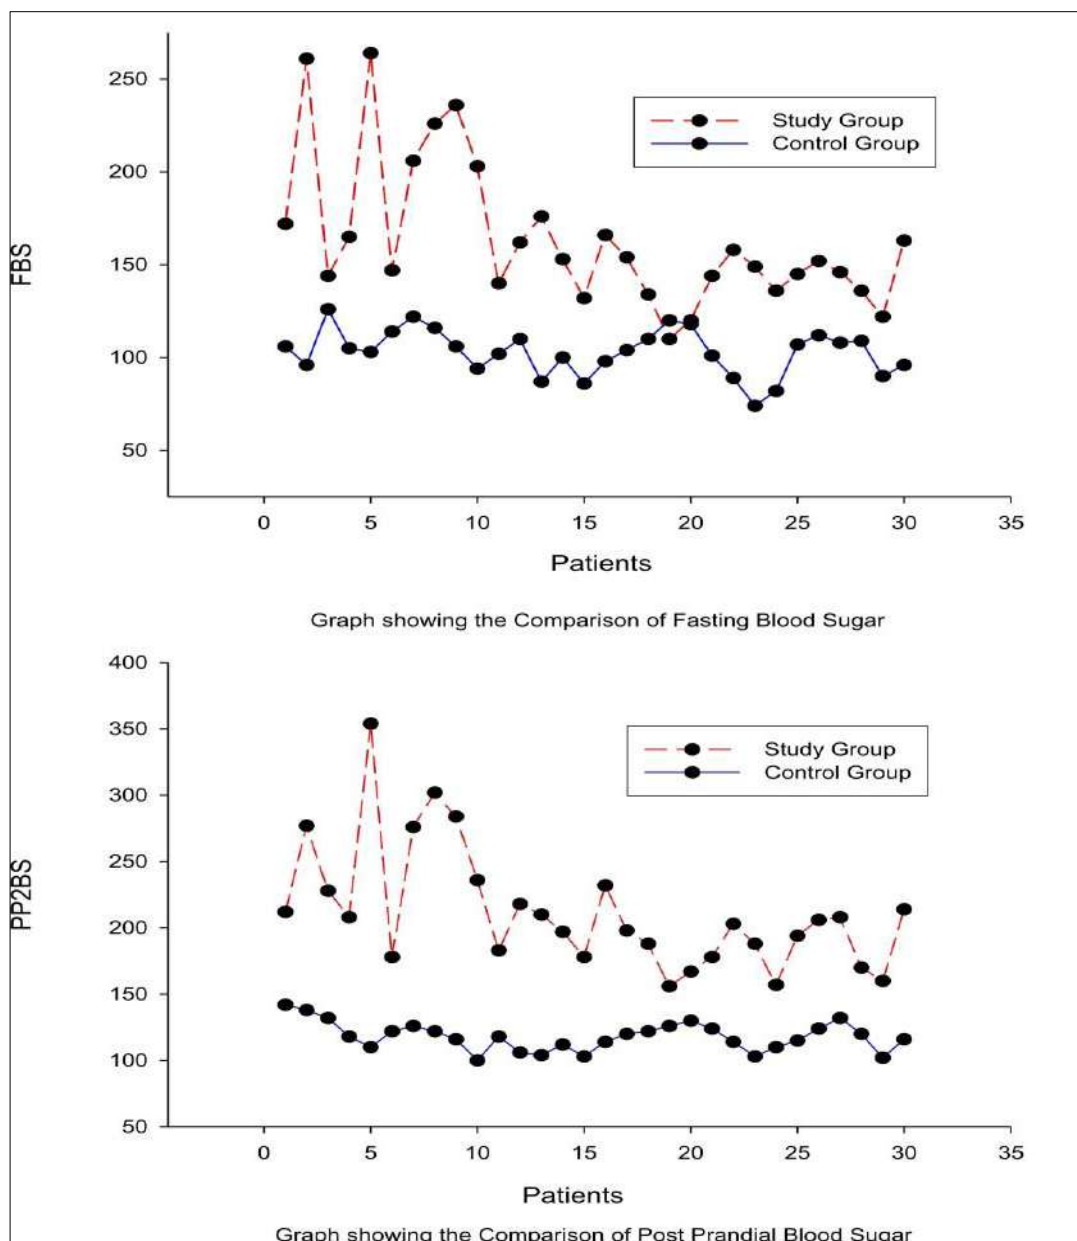 250
200
150
100
50
FBS
Study Group
Control Group
0 5 10 15 20 25 30 35
Patients
Graph showing the Comparison of Fasting Blood Sugar
400
350
300
250
200
150
100
50
PP2BS
Study Group
Control Group
0 5 10 15 20 25 30 35
Patients
Graph showing the Comparison of Post Prandial Blood Sugar